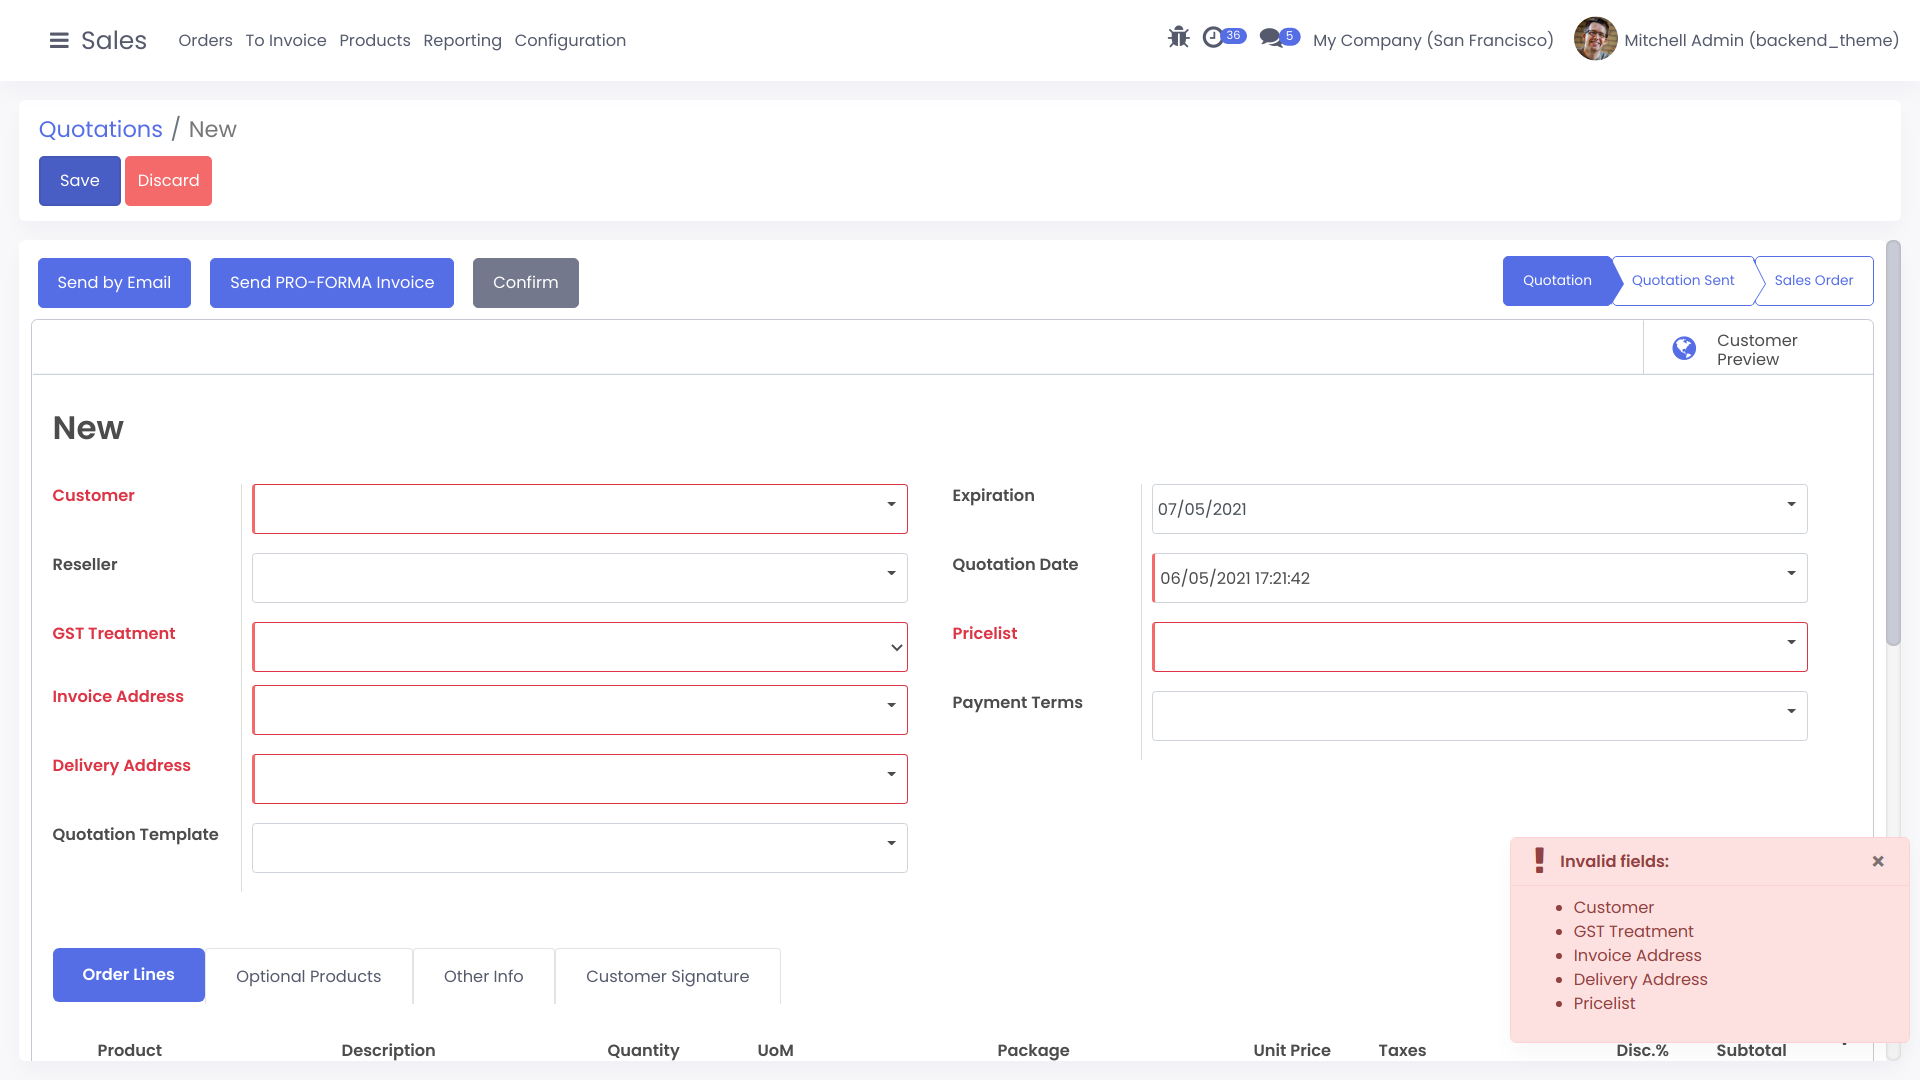 Sales Orders To Invoice Products Reporting Configuration 36 5 My Company (San Francisco) Mitchell Admin (backend_theme)
Quotations / New
Save Discard
Send by Email Send PRO-FORMA Invoice Confirm Quotation Quotation Sent Sales Order
Customer
Preview
New
Customer Expiration 07/05/2021
Reseller Quotation Date 06/05/2021 17:21:42
GST Treatment Pricelist
Invoice Address Payment Terms
Delivery Address
Quotation Template
Invalid fields: ×
• Customer
• GST Treatment
• Invoice Address
• Delivery Address
• Pricelist
Order Lines Optional Products Other Info Customer Signature
Product Description Quantity UoM Package Unit Price Taxes Disc.% Subtotal